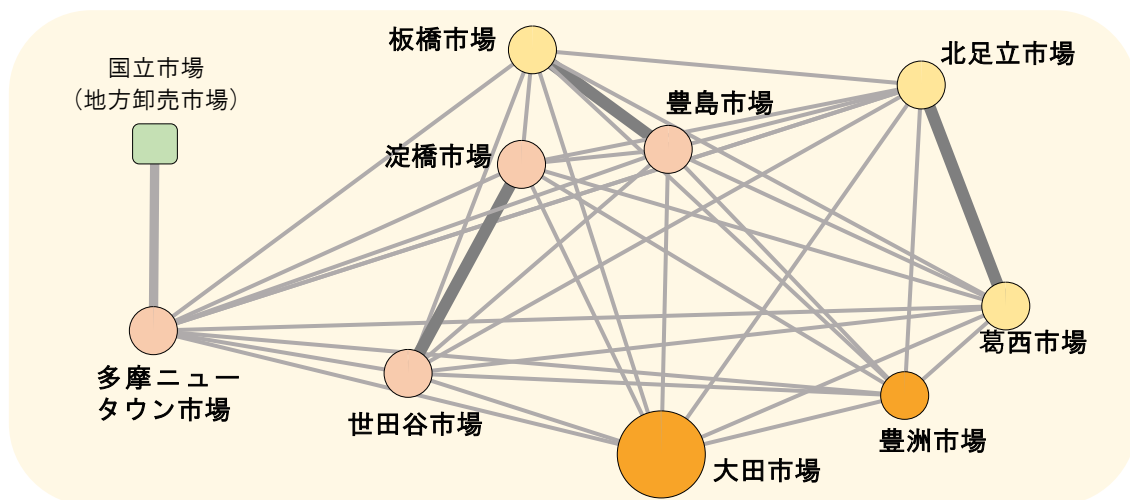 板橋市場
北足立市場
国立市場
（地方卸売市場）
豊島市場
淀橋市場
葛西市場
多摩ニュー
タウン市場
世田谷市場
豊洲市場
大田市場